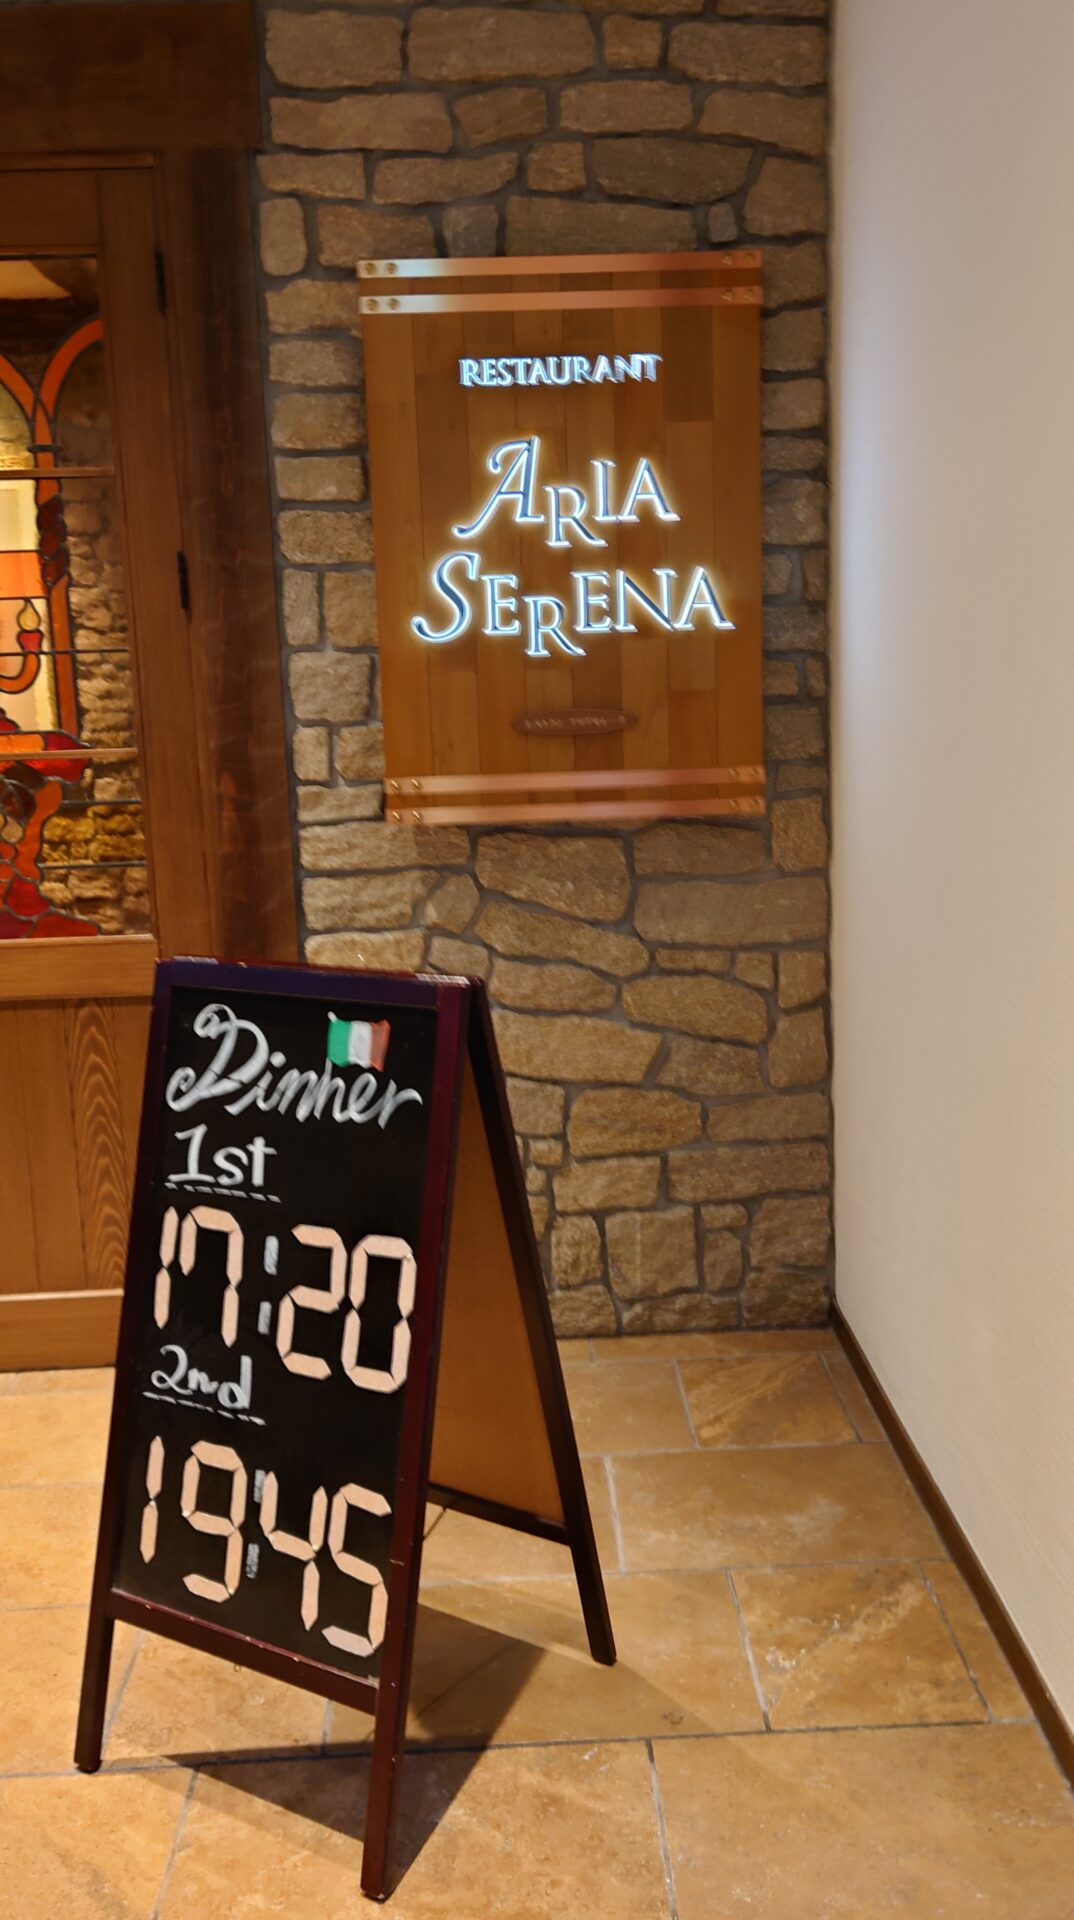 RESTAURANT
ARIA
SERENA
Dinner
1st
17:20
2nd
19:45